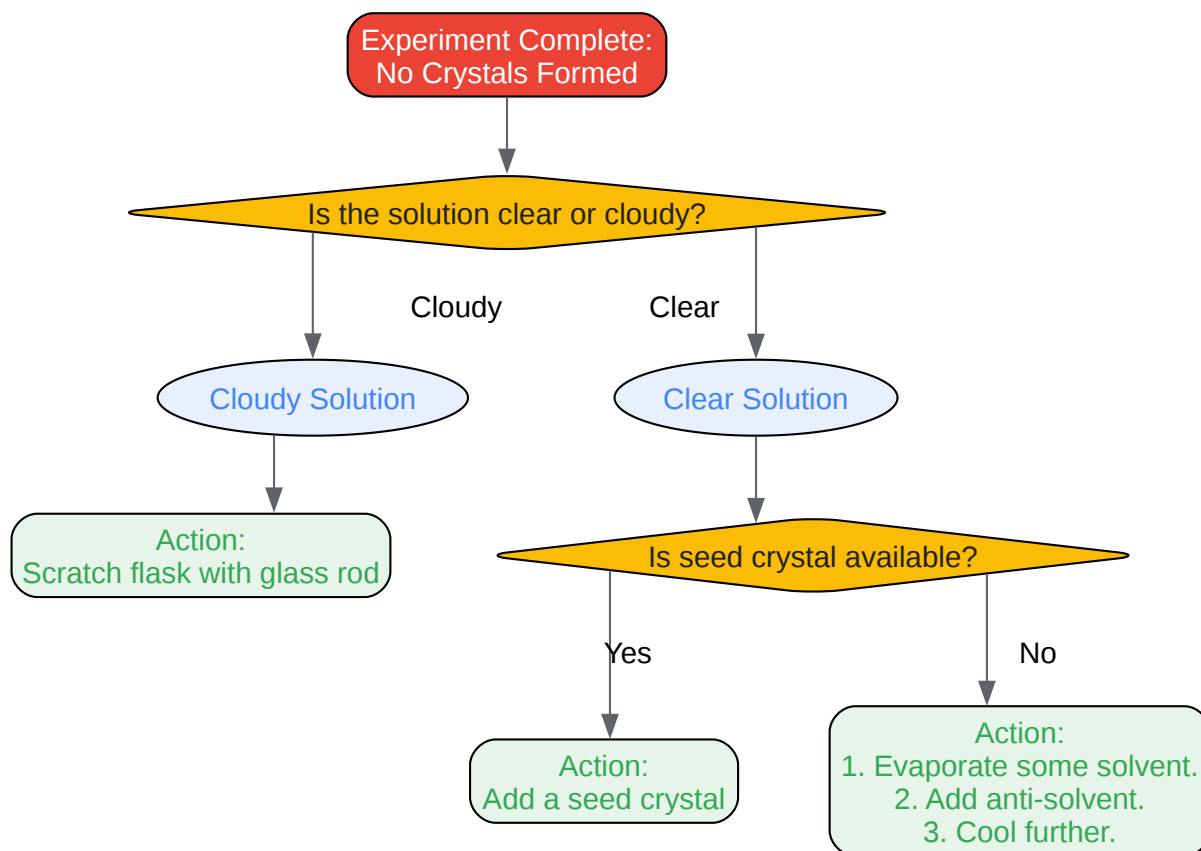 Experiment Complete:
No Crystals Formed
Is the solution clear or cloudy?
Cloudy
Clear
Cloudy Solution
Clear Solution
Action:
Scratch flask with glass rod
Is seed crystal available?
Yes
No
Action:
Add a seed crystal
Action:
1. Evaporate some solvent.
2. Add anti-solvent.
3. Cool further.